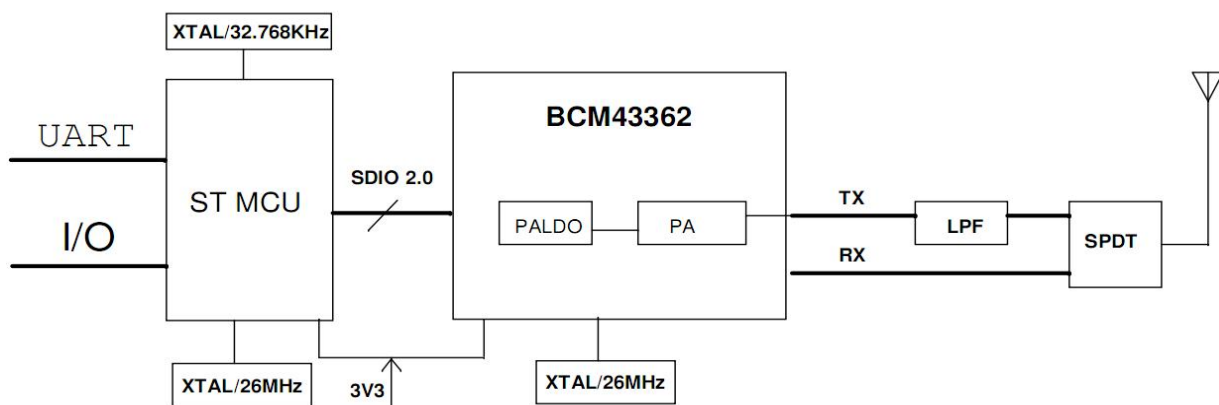 XTAL/32.768KHz
BCM43362
UART
SDIO 2.0
ST MCU
TX
I/O
PALDO
PA
LPF
SPDT
RX
XTAL/26MHz
3V3
XTAL/26MHz